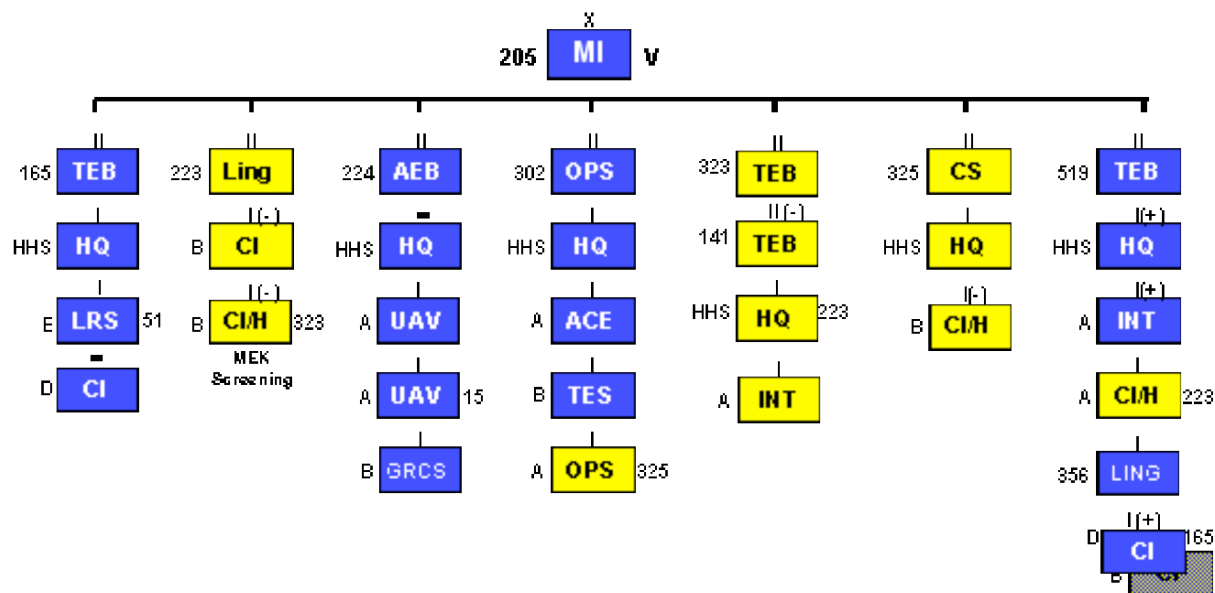 X
205 MI V
II II II II II II II
165 TEB 223 Ling 224 AEB 302 OPS 323 TEB 325 CS 519 TEB
I I(-) I II(-) I I(+)
HHS HQ B CI HHS HQ HHS HQ 141 TEB HHS HQ HHS HQ
I I(-) I I I I(-) I(+)
E LRS 51 B CI/H 323 A UAV A ACE HHS HQ 223 B CI/H A INT
MEK
Screening
I I I I
D CI A UAV 15 B TES A INT A CI/H 223
I I I
B GRCS A OPS 325 356 LING
I(+)
D CI 165
B